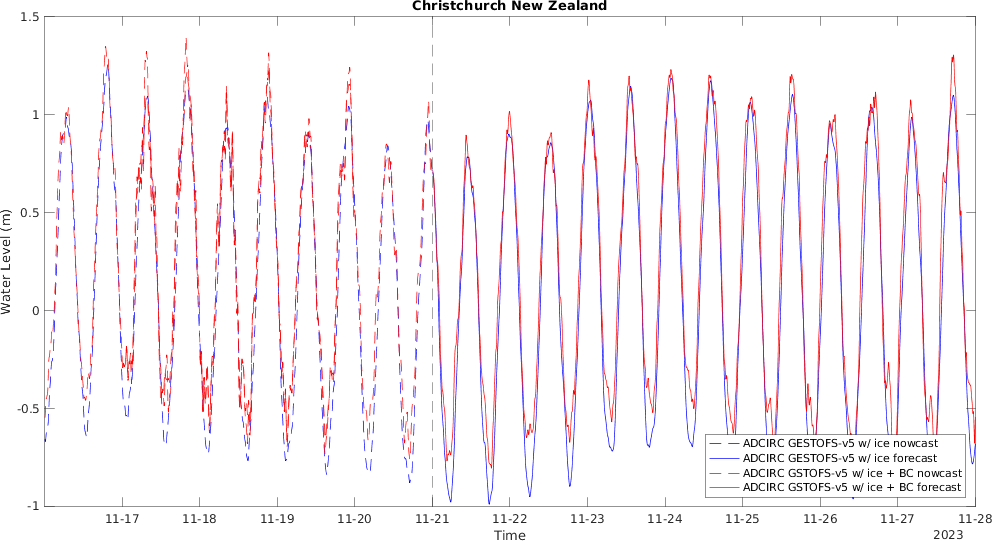 Christchurch New Zealand
Water Level (m)
1.5
1
0.5
0
-0.5
-1
11-17 11-18 11-19 11-20 11-21 11-22 11-23 11-24 11-25 11-26 11-27 11-28
Time
2023
ADCIRC GESTOFS-v5 w/ ice nowcast
ADCIRC GESTOFS-v5 w/ ice forecast
ADCIRC GSTOFS-v5 w/ ice + BC nowcast
ADCIRC GSTOFS-v5 w/ ice + BC forecast